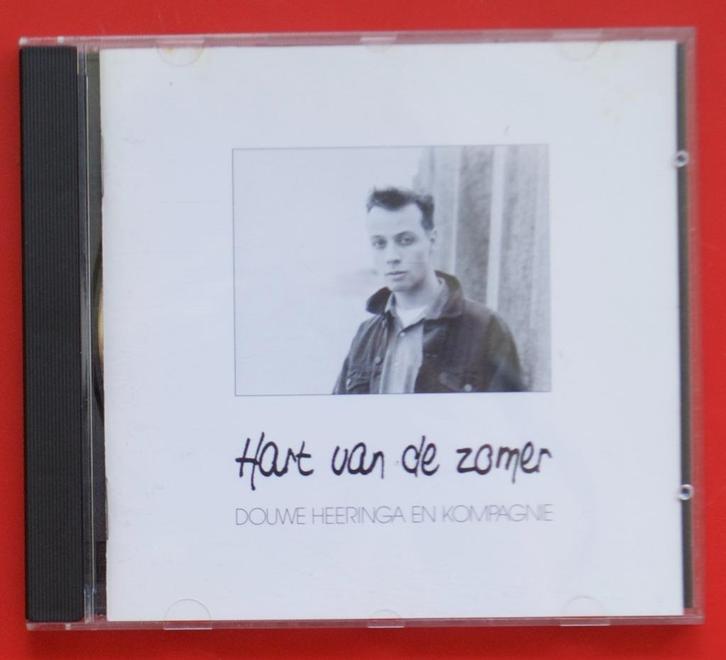 Hart van de zomer
DOUWE HEERINGA EN KOMPAGNIE